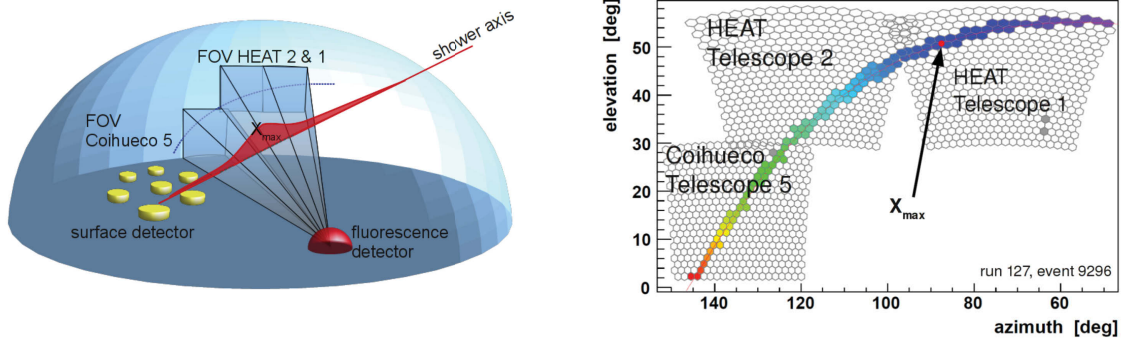 shower axis
FOV HEAT 2 & 1
FOV
Coihueco 5
Xmax
surface detector
fluorescence
detector
elevation [deg]
50
40
30
20
10
0
HEAT
Telescope 2
HEAT
Telescope 1
Coihueco
Telescope 5
Xmax
run 127, event 9296
140
120
100
80
60
azimuth [deg]